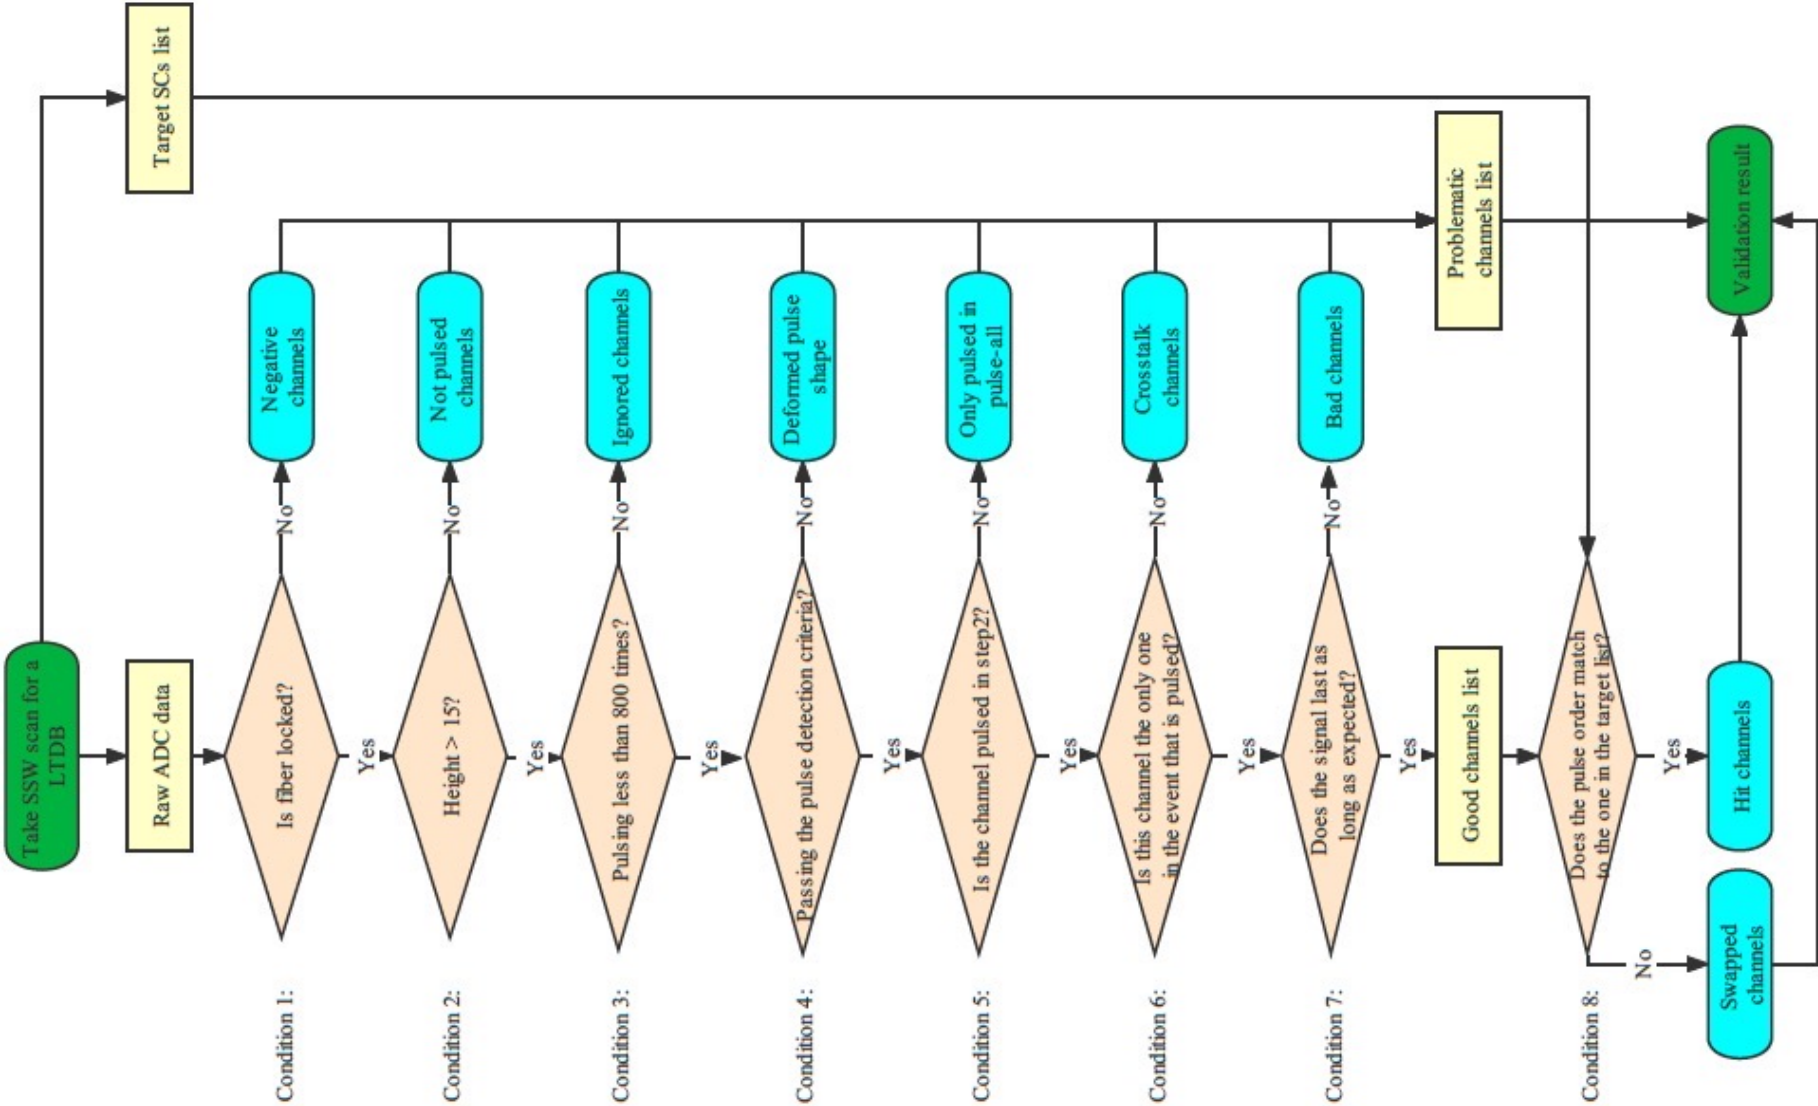 Take SSW scan for a
LTDB
Target SCs list
Raw ADC data
Condition 1:
Is fiber locked?
No
Negative
channels
Yes
Condition 2:
Height > 15?
No
Not pulsed
channels
Yes
Condition 3:
Pulsing less than 800 times?
No
Ignored channels
Yes
Condition 4:
Passing the pulse detection criteria?
No
Deformed pulse
shape
Yes
Condition 5:
Is the channel pulsed in step2?
No
Only pulsed in
pulse-all
Yes
Condition 6:
Is this channel the only one
in the event that is pulsed?
No
Crosstalk
channels
Yes
Condition 7:
Does the signal last as
long as expected?
No
Bad channels
Yes
Good channels list
Problematic
channels list
Condition 8:
Does the pulse order match
to the one in the target list?
No
Yes
Swapped
channels
Hit channels
Validation result